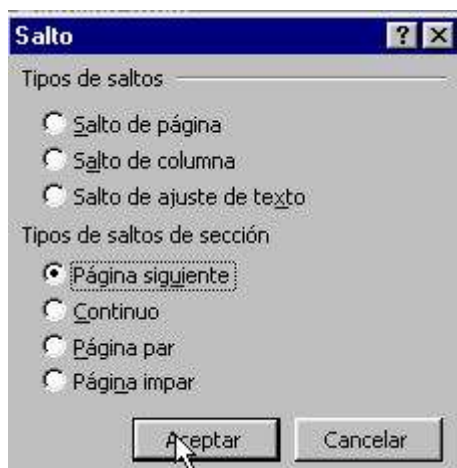 Salto
Tipos de saltos
Salto de página
Salto de columna
Salto de ajuste de texto
Tipos de saltos de sección
Página siguiente
Continuo
Página par
Página impar
Aceptar Cancelar